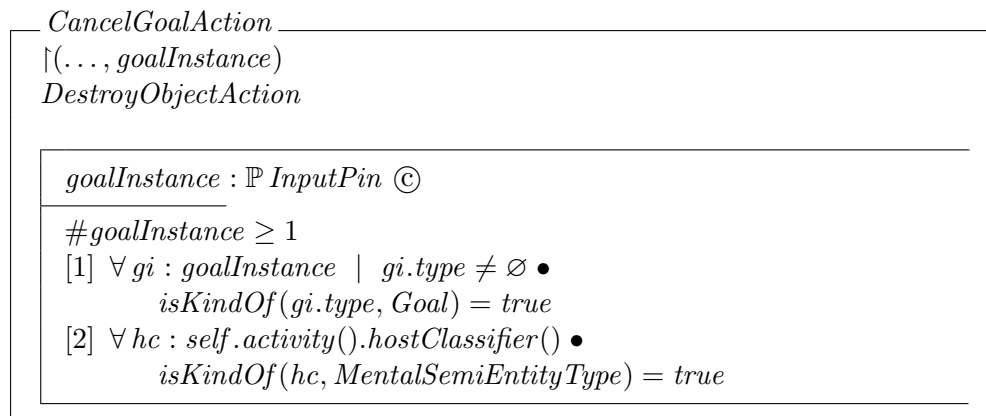 CancelGoalAction
↾(. . . , goalInstance)
DestroyObjectAction
goalInstance : ℙ InputPin ©
#goalInstance ≥ 1
[1] ∀ gi : goalInstance | gi.type ≠ ∅ •
isKindOf(gi.type, Goal) = true
[2] ∀ hc : self.activity().hostClassifier() •
isKindOf(hc, MentalSemiEntityType) = true